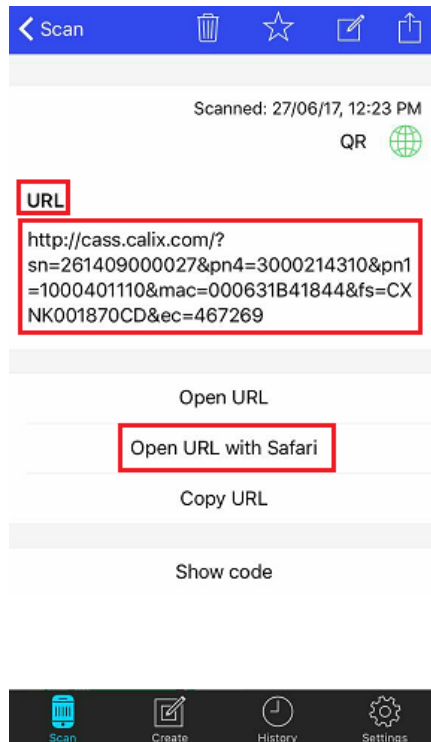 Scan
Scanned: 27/06/17, 12:23 PM
QR
URL
http://cass.calix.com/?
sn=261409000027&pn4=3000214310&pn1
=1000401110&mac=000631B41844&fs=CX
NK001870CD&ec=467269
Open URL
Open URL with Safari
Copy URL
Show code
Scan Create History Settings